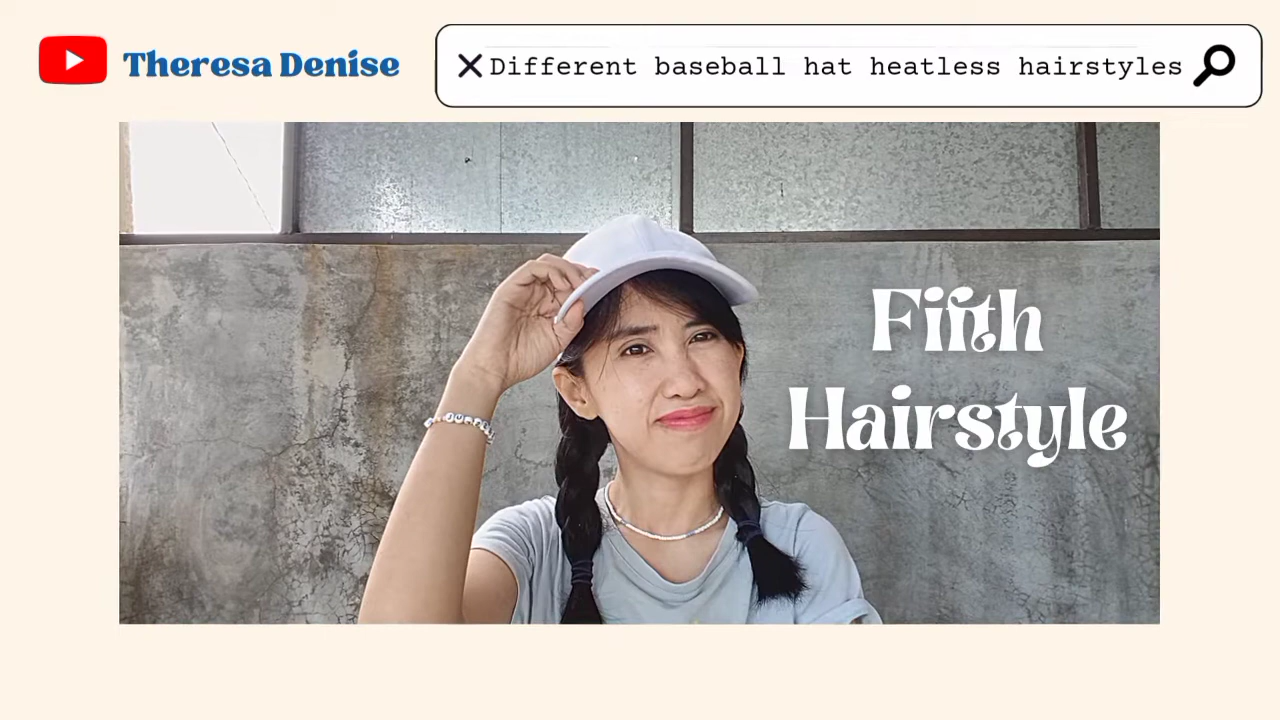 Theresa Denise
Different baseball hat heatless hairstyles
Fifth
Hairstyle